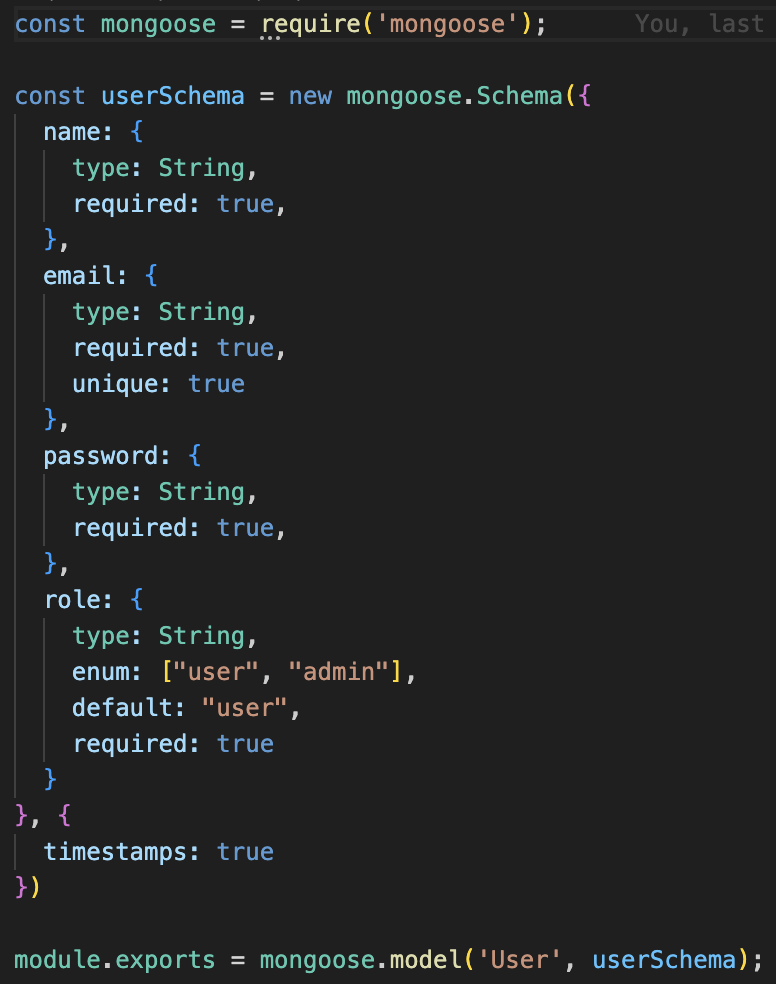 const mongoose = require('mongoose'); You, last
const userSchema = new mongoose.Schema({
  name: {
    type: String,
    required: true,
  },
  email: {
    type: String,
    required: true,
    unique: true
  },
  password: {
    type: String,
    required: true,
  },
  role: {
    type: String,
    enum: ["user", "admin"],
    default: "user",
    required: true
  }
}, {
  timestamps: true
})
module.exports = mongoose.model('User', userSchema);